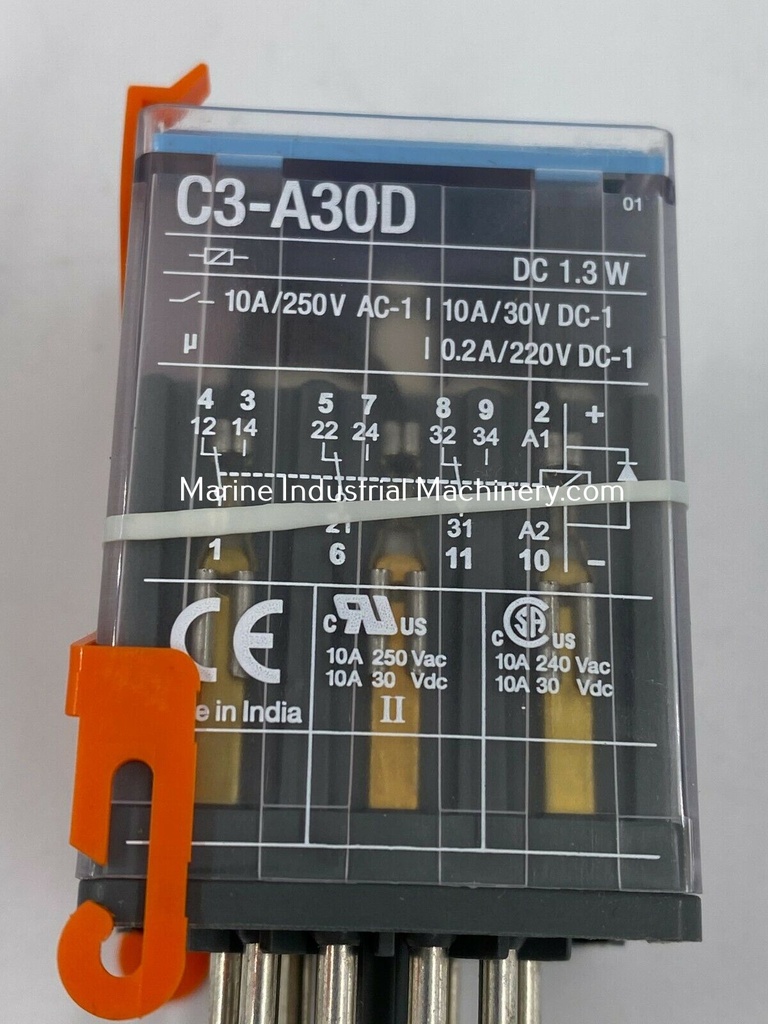 C3-A30D
01
DC 1.3 W
10A/250V AC-1 | 10A/30V DC-1
µ | 0.2A/220V DC-1
4 3 5 7 8 9 2 +
12 14 22 24 32 34 A1
Marine Industrial Machinery.com
21 31 A2
1 6 11 10 −
CE
c RU US
10A 250 Vac
10A 30 Vdc
II
c SA US
10A 240 Vac
10A 30 Vdc
e in India